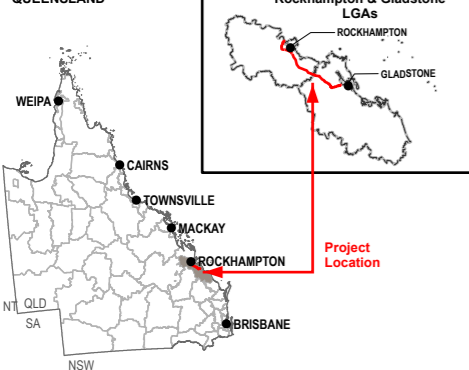 QUEENSLAND
Rockhampton & Gladstone
LGAs
ROCKHAMPTON
GLADSTONE
WEIPA
CAIRNS
TOWNSVILLE
MACKAY
ROCKHAMPTON
Project
Location
NT QLD
SA
BRISBANE
NSW